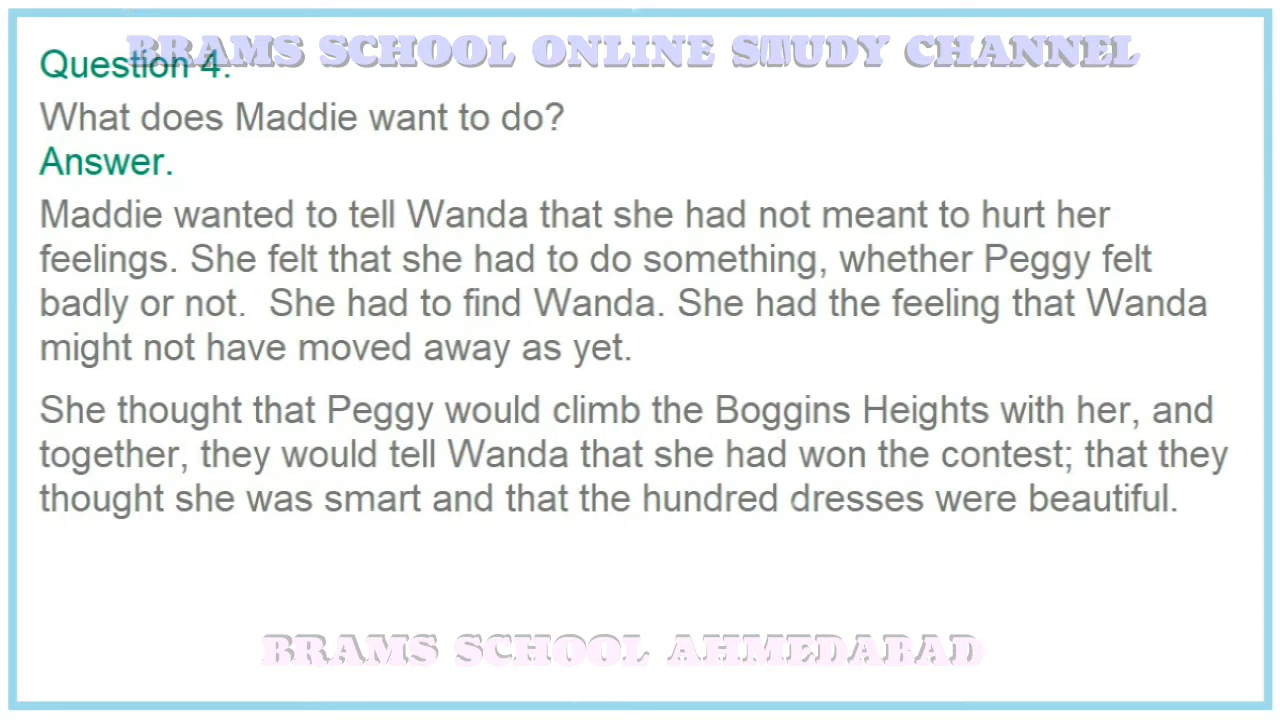 BRAMS SCHOOL ONLINE STUDY CHANNEL
Question 4.
What does Maddie want to do?
Answer.
Maddie wanted to tell Wanda that she had not meant to hurt her
feelings. She felt that she had to do something, whether Peggy felt
badly or not. She had to find Wanda. She had the feeling that Wanda
might not have moved away as yet.
She thought that Peggy would climb the Boggins Heights with her, and
together, they would tell Wanda that she had won the contest; that they
thought she was smart and that the hundred dresses were beautiful.
BRAMS SCHOOL AHMEDABAD